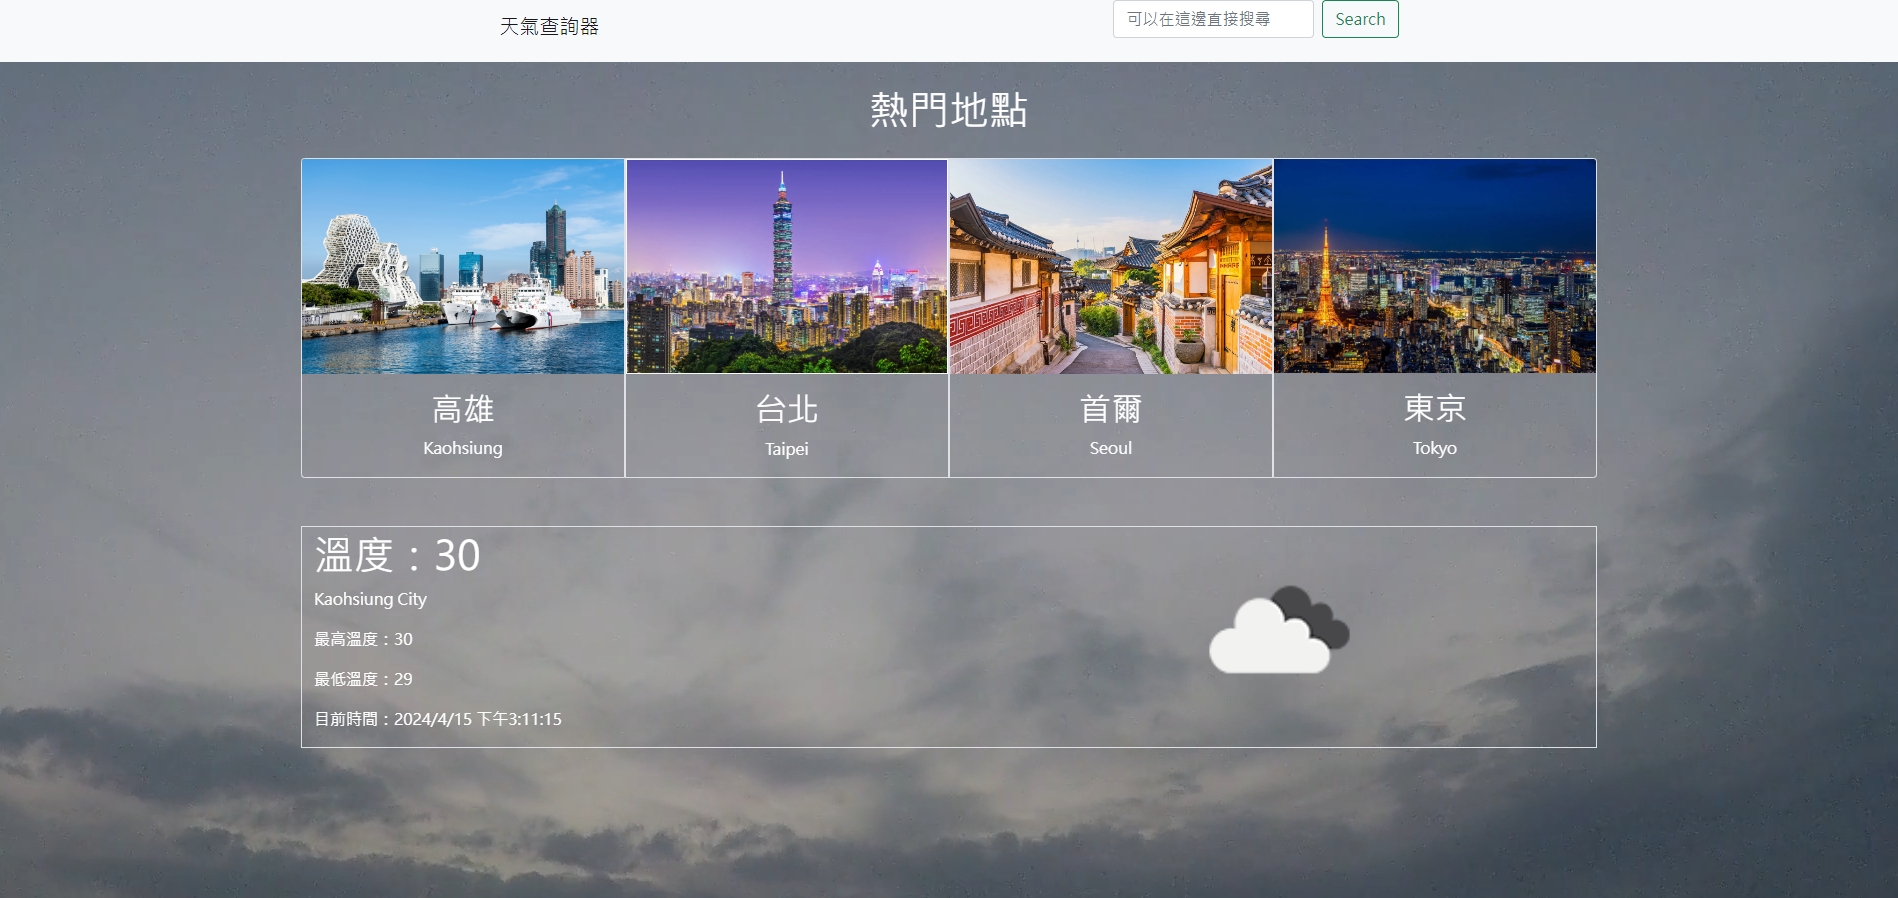 天氣查詢器
可以在這邊直接搜尋
Search
熱門地點
高雄
Kaohsiung
台北
Taipei
首爾
Seoul
東京
Tokyo
溫度：30
Kaohsiung City
最高溫度：30
最低溫度：29
目前時間：2024/4/15 下午3:11:15